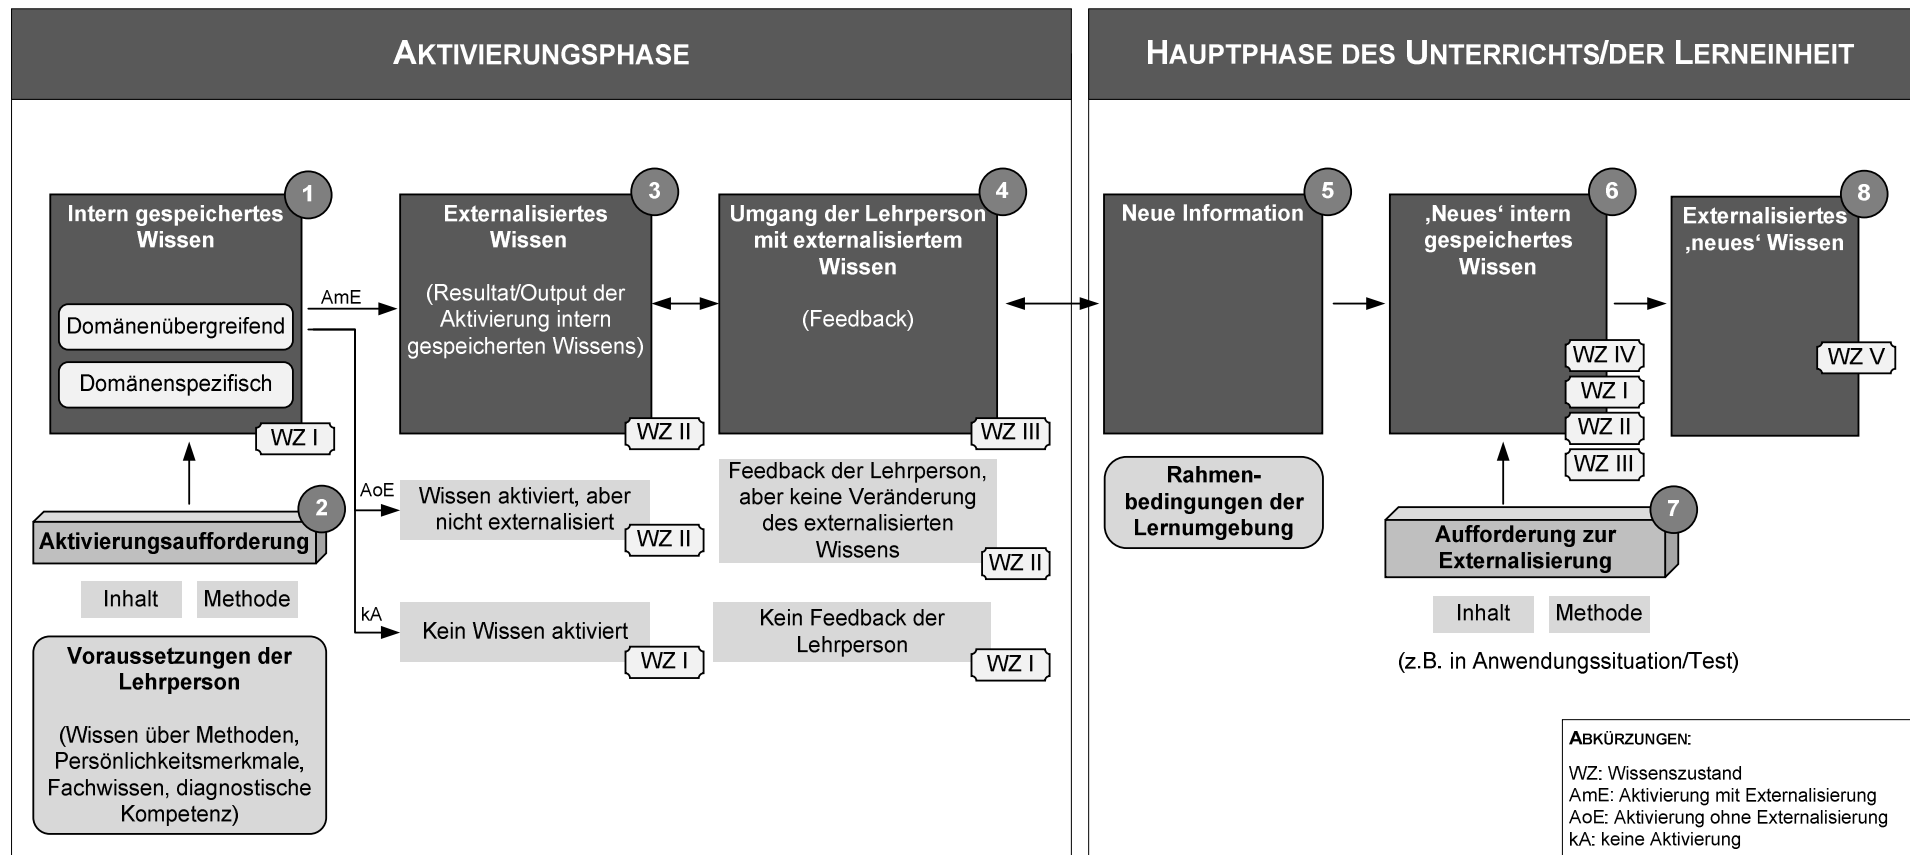 AKTIVIERUNGSPHASE
1
Intern gespeichertes
Wissen
Domänenübergreifend
Domänenspezifisch
WZ I
2
Aktivierungsaufforderung
Inhalt
Methode
Voraussetzungen der
Lehrperson
(Wissen über Methoden,
Persönlichkeitsmerkmale,
Fachwissen, diagnostische
Kompetenz)
AmE
AoE
kA
3
Externalisiertes
Wissen
(Resultat/Output der
Aktivierung intern
gespeicherten Wissens)
WZ II
Wissen aktiviert, aber
nicht externalisiert
WZ II
Kein Wissen aktiviert
WZ I
4
Umgang der Lehrperson
mit externalisiertem
Wissen
(Feedback)
WZ III
Feedback der Lehrperson,
aber keine Veränderung
des externalisierten
Wissens
WZ II
Kein Feedback der
Lehrperson
WZ I
HAUPTPHASE DES UNTERRICHTS/DER LERNEINHEIT
5
Neue Information
Rahmen-
bedingungen der
Lernumgebung
6
‚Neues‘ intern
gespeichertes
Wissen
WZ IV
WZ I
WZ II
WZ III
7
Aufforderung zur
Externalisierung
Inhalt
Methode
(z.B. in Anwendungssituation/Test)
8
Externalisiertes
‚neues‘ Wissen
WZ V
ABKÜRZUNGEN:
WZ: Wissenszustand
AmE: Aktivierung mit Externalisierung
AoE: Aktivierung ohne Externalisierung
kA: keine Aktivierung